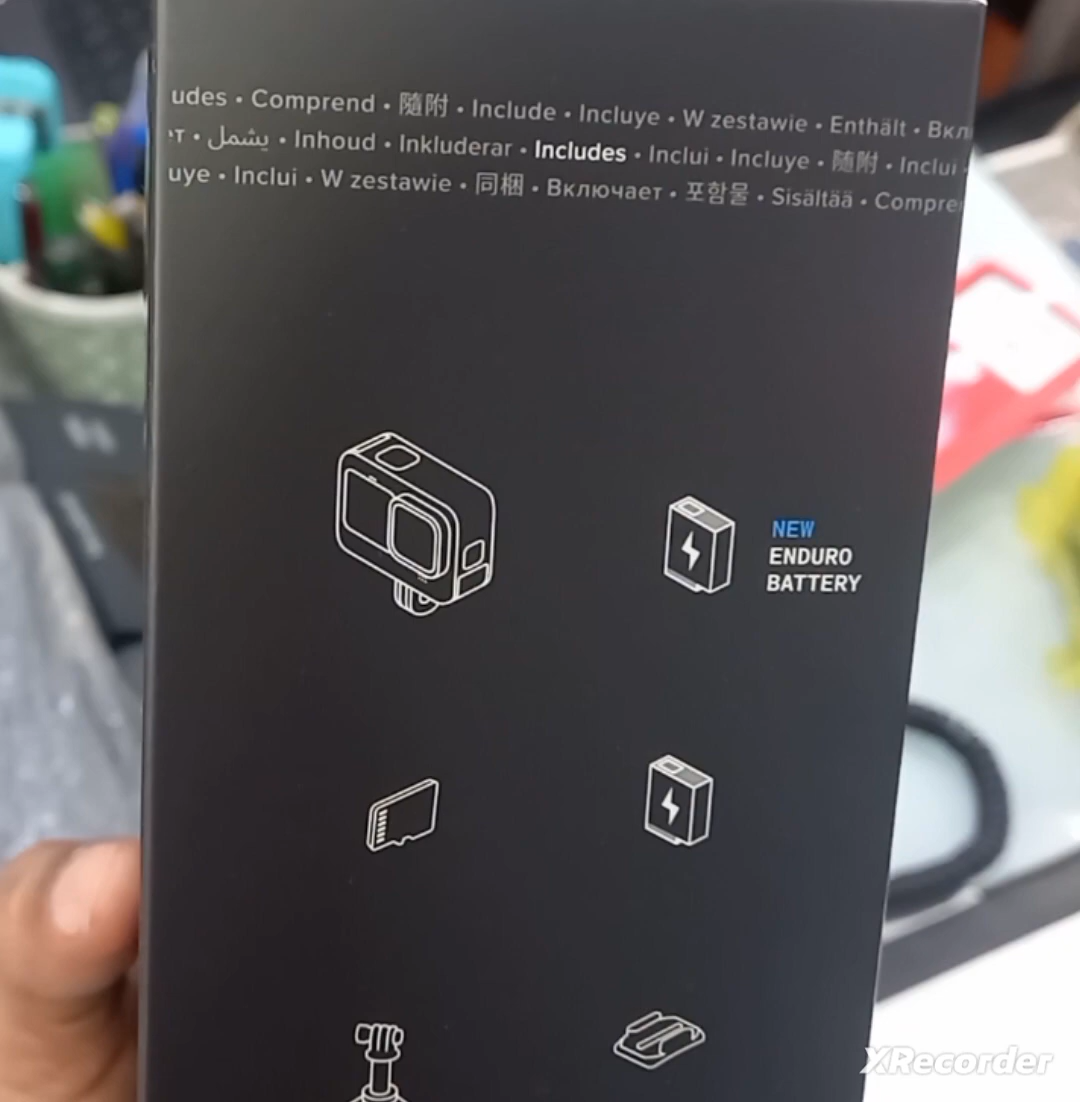 udes • Comprend • 隨附 • Include • Incluye • W zestawie • Enthält • Вкл
т • يشمل • Inhoud • Inkluderar • Includes • Inclui • Incluye • 随附 • Inclui
uye • Inclui • W zestawie • 同梱 • Включает • 포함물 • Sisältää • Compre
NEW
ENDURO
BATTERY
XRecorder